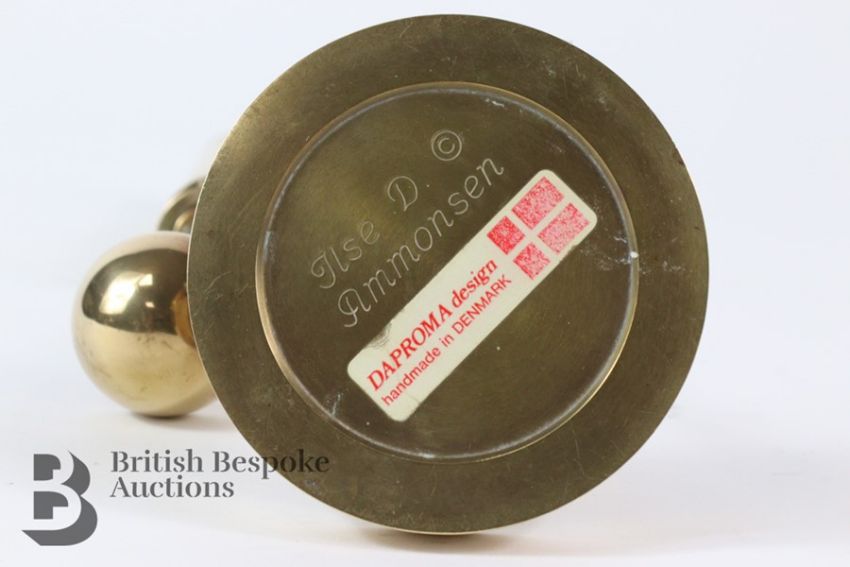 Ilse D ©
Ammonsen
DAPROMA design
handmade in DENMARK
British Bespoke
Auctions